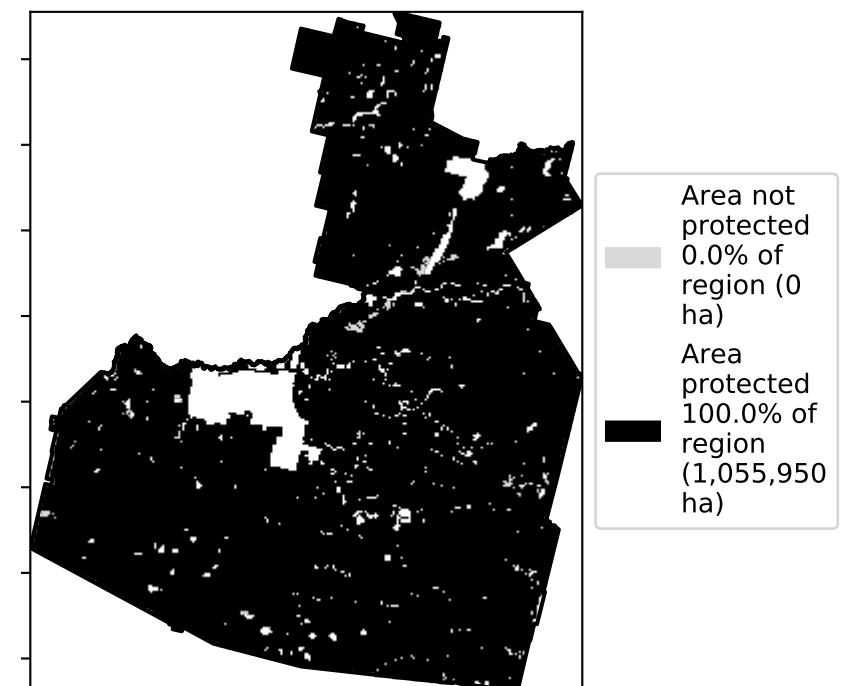 Area not
protected
0.0% of
region (0
ha)
Area
protected
100.0% of
region
(1,055,950
ha)